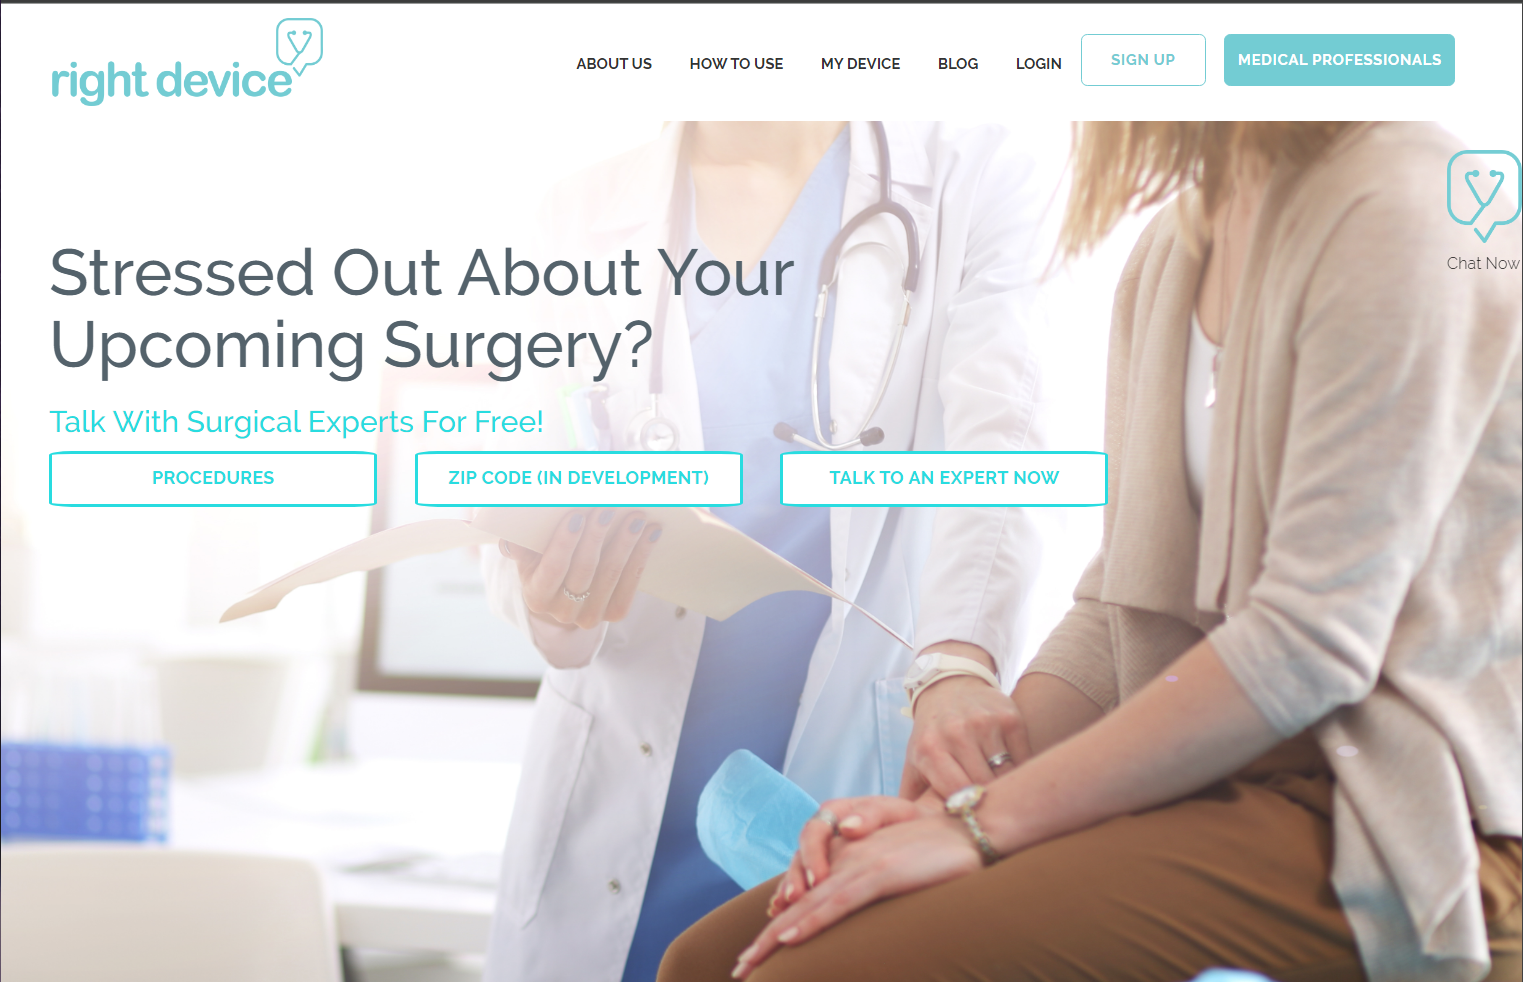 right device
ABOUT US
HOW TO USE
MY DEVICE
BLOG
LOGIN
SIGN UP
MEDICAL PROFESSIONALS
Chat Now
Stressed Out About Your
Upcoming Surgery?
Talk With Surgical Experts For Free!
PROCEDURES
ZIP CODE (IN DEVELOPMENT)
TALK TO AN EXPERT NOW